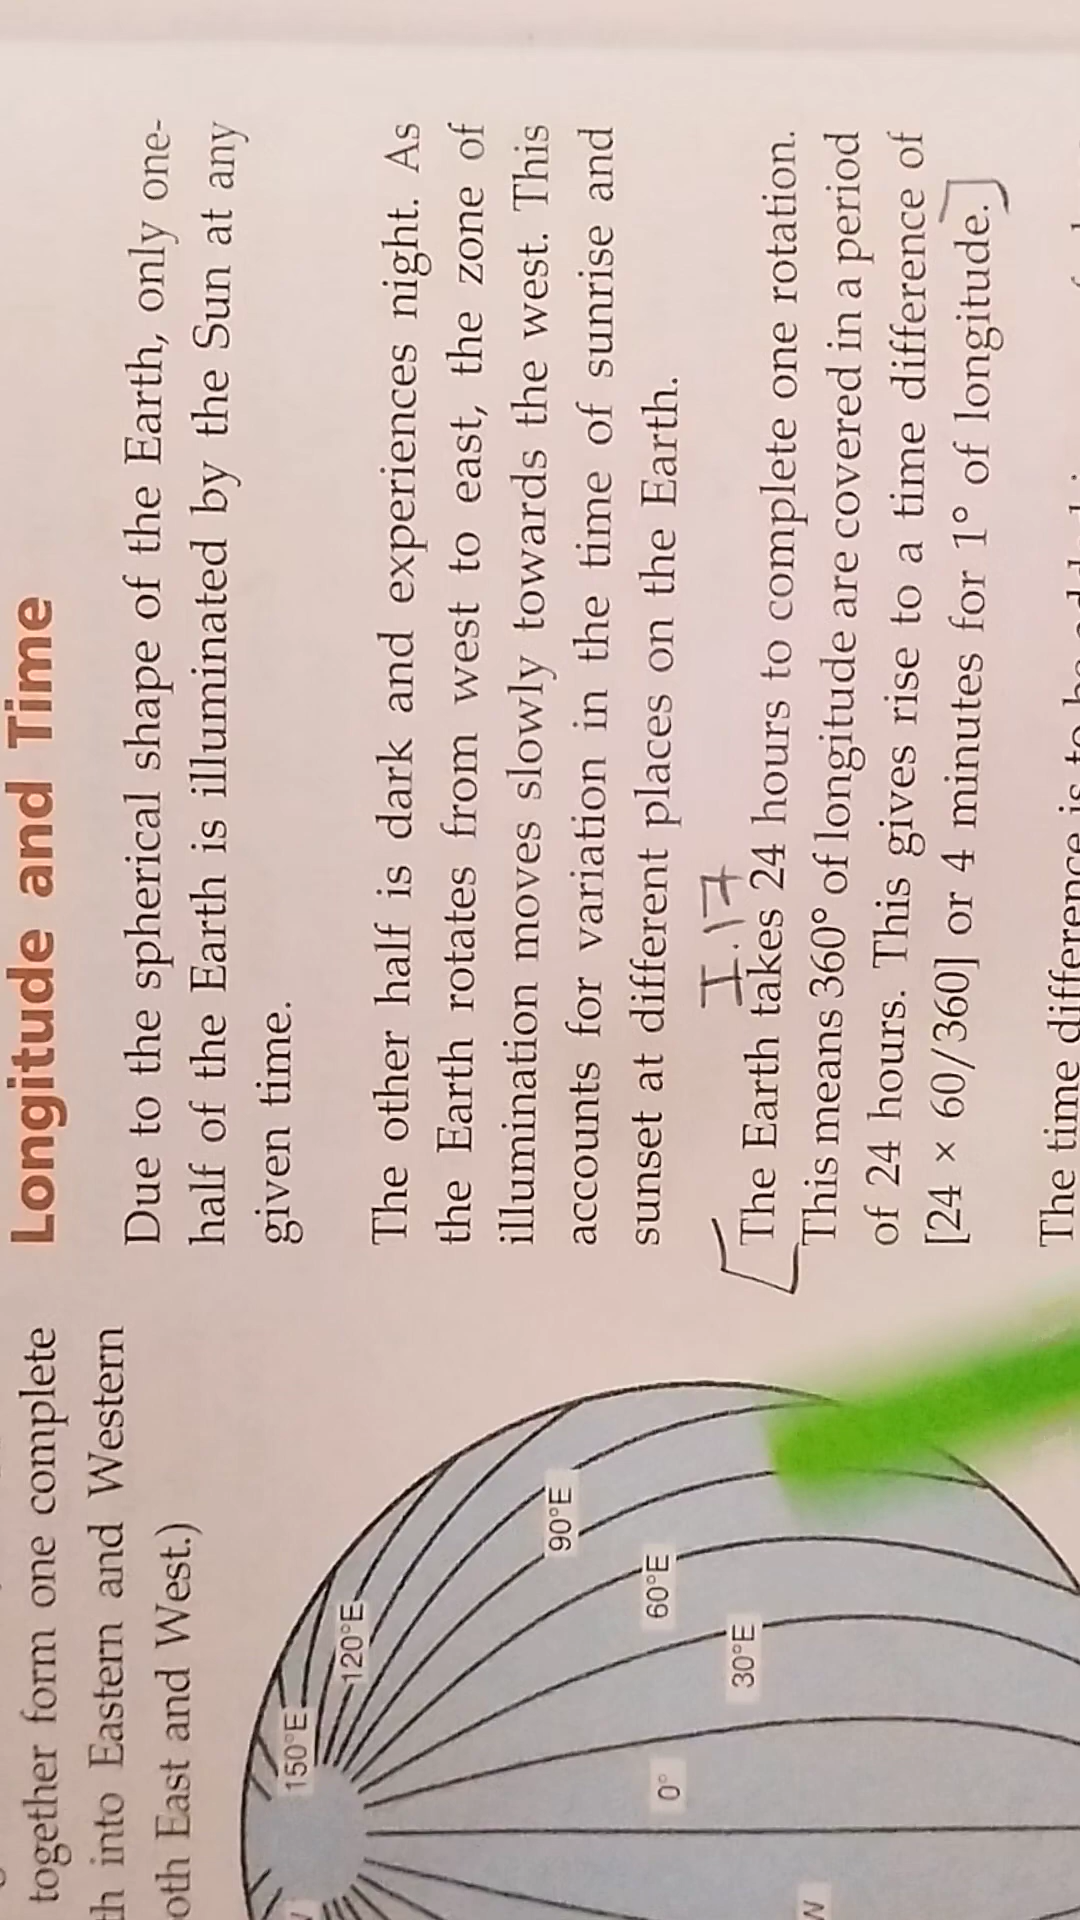 together form one complete
into Eastern and Western
East and West.)
150°E
120°E
90°E
60°E
30°E
0°
W
Longitude and Time
Due to the spherical shape of the Earth, only one-
half of the Earth is illuminated by the Sun at any
given time.
The other half is dark and experiences night. As
the Earth rotates from west to east, the zone of
illumination moves slowly towards the west. This
accounts for variation in the time of sunrise and
sunset at different places on the Earth.
I.17
The Earth takes 24 hours to complete one rotation.
This means 360° of longitude are covered in a period
of 24 hours. This gives rise to a time difference of
[24 × 60/360] or 4 minutes for 1° of longitude.
The time difference is to be